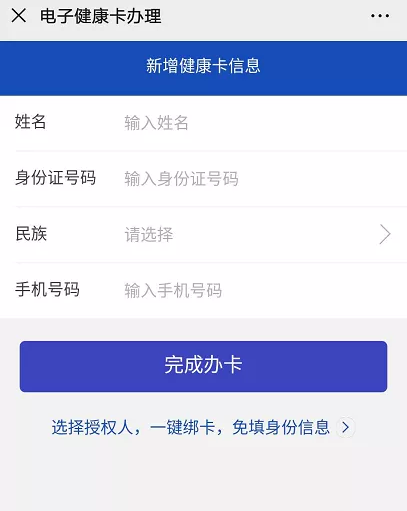 电子健康卡办理
新增健康卡信息
姓名 输入姓名
身份证号码 输入身份证号码
民族 请选择
手机号码 输入手机号码
完成办卡
选择授权人，一键绑卡，免填身份信息